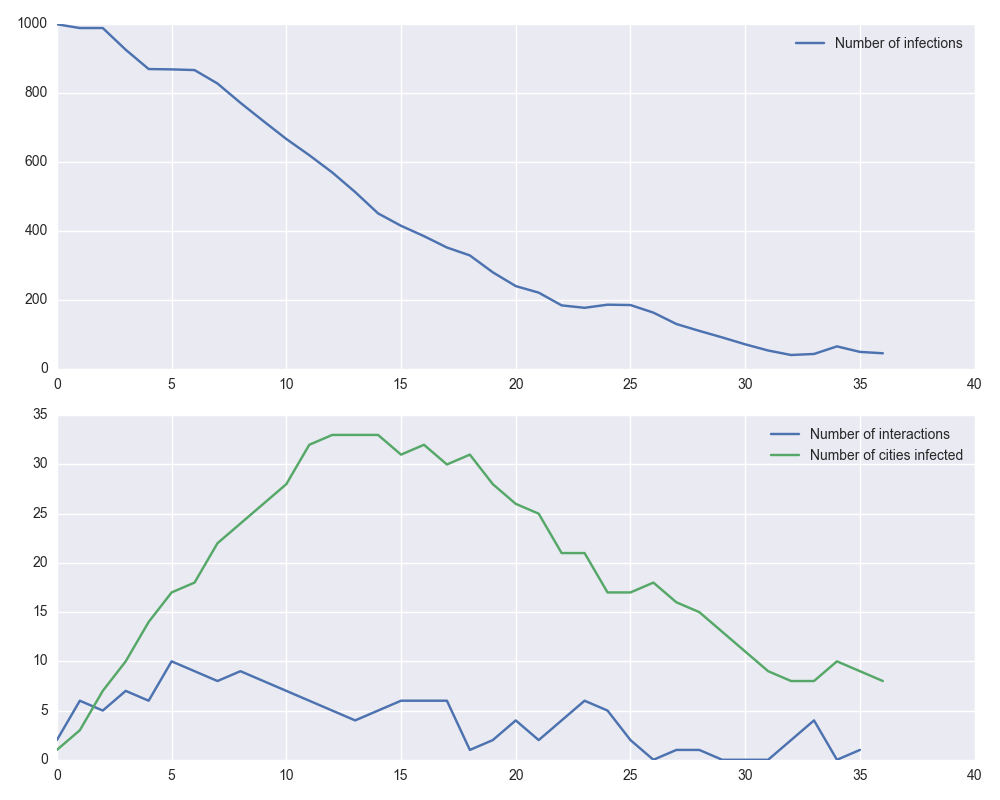 1000
Number of infections
800
600
400
200
0
0 5 10 15 20 25 30 35 40
35
Number of interactions
30
Number of cities infected
25
20
15
10
5
0
0 5 10 15 20 25 30 35 40